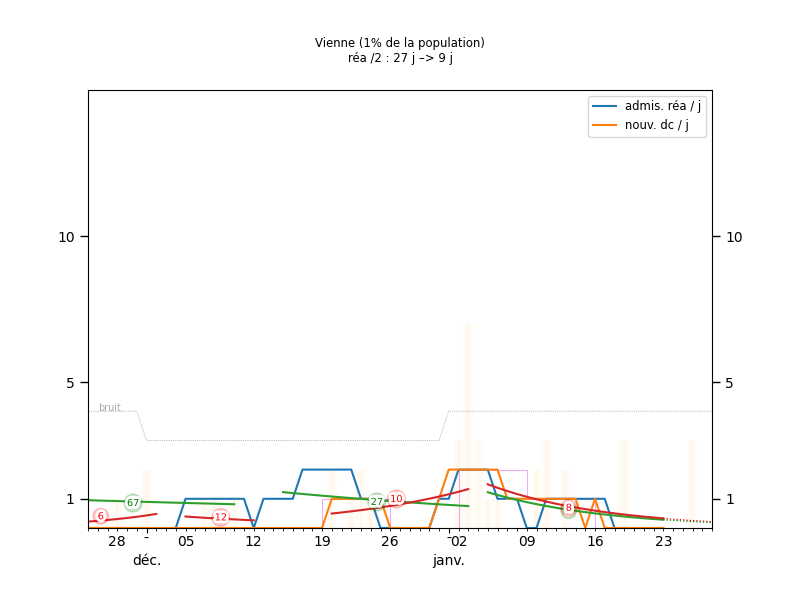 Vienne (1% de la population)
réa /2 : 27 j –> 9 j
admis. réa / j
nouv. dc / j
10 10
5 5
bruit
1 1
67 27 10
6 12 8
28 - 05 12 19 26 -02 09 16 23
déc. janv.